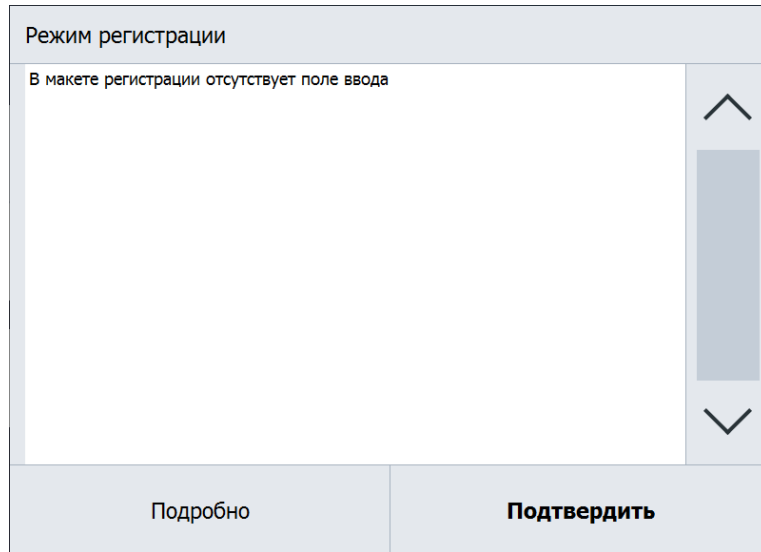 Режим регистрации
В макете регистрации отсутствует поле ввода
Подробно
Подтвердить